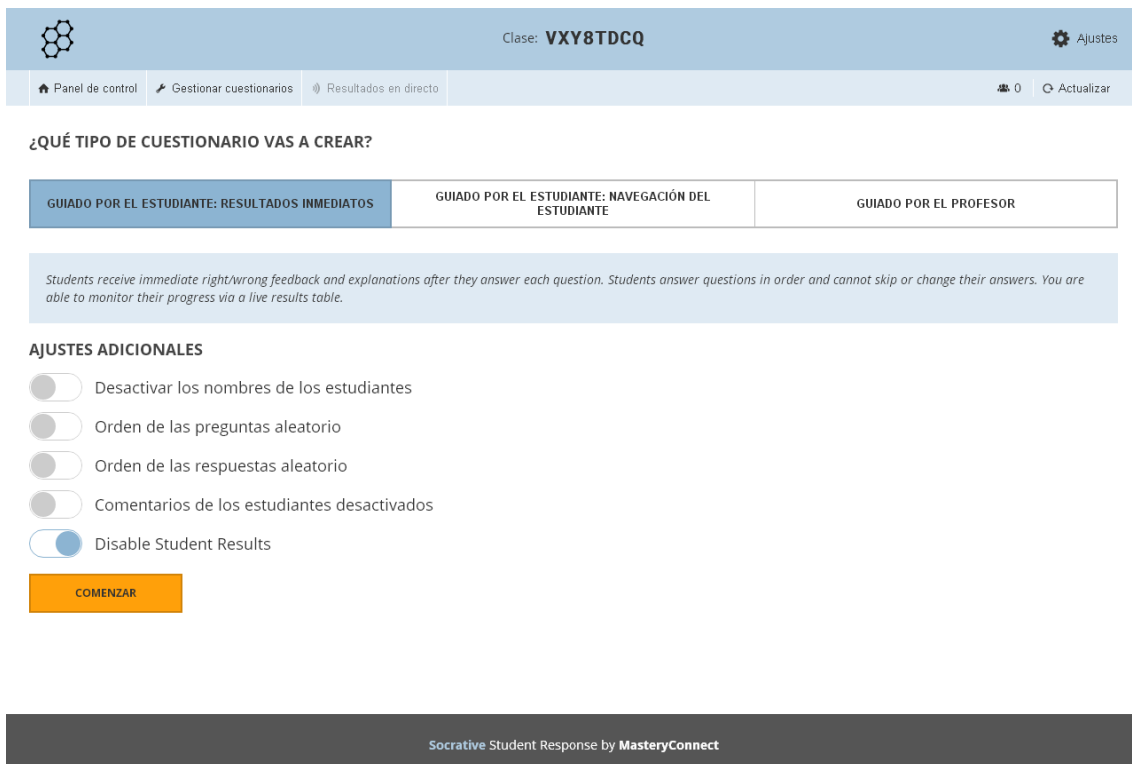 Clase: VXY8TDCQ
Ajustes
Panel de control
Gestionar cuestionarios
Resultados en directo
0
Actualizar
¿QUÉ TIPO DE CUESTIONARIO VAS A CREAR?
GUIADO POR EL ESTUDIANTE: RESULTADOS INMEDIATOS
GUIADO POR EL ESTUDIANTE: NAVEGACIÓN DEL
ESTUDIANTE
GUIADO POR EL PROFESOR
Students receive immediate right/wrong feedback and explanations after they answer each question. Students answer questions in order and cannot skip or change their answers. You are
able to monitor their progress via a live results table.
AJUSTES ADICIONALES
Desactivar los nombres de los estudiantes
Orden de las preguntas aleatorio
Orden de las respuestas aleatorio
Comentarios de los estudiantes desactivados
Disable Student Results
COMENZAR
Socrative Student Response by MasteryConnect